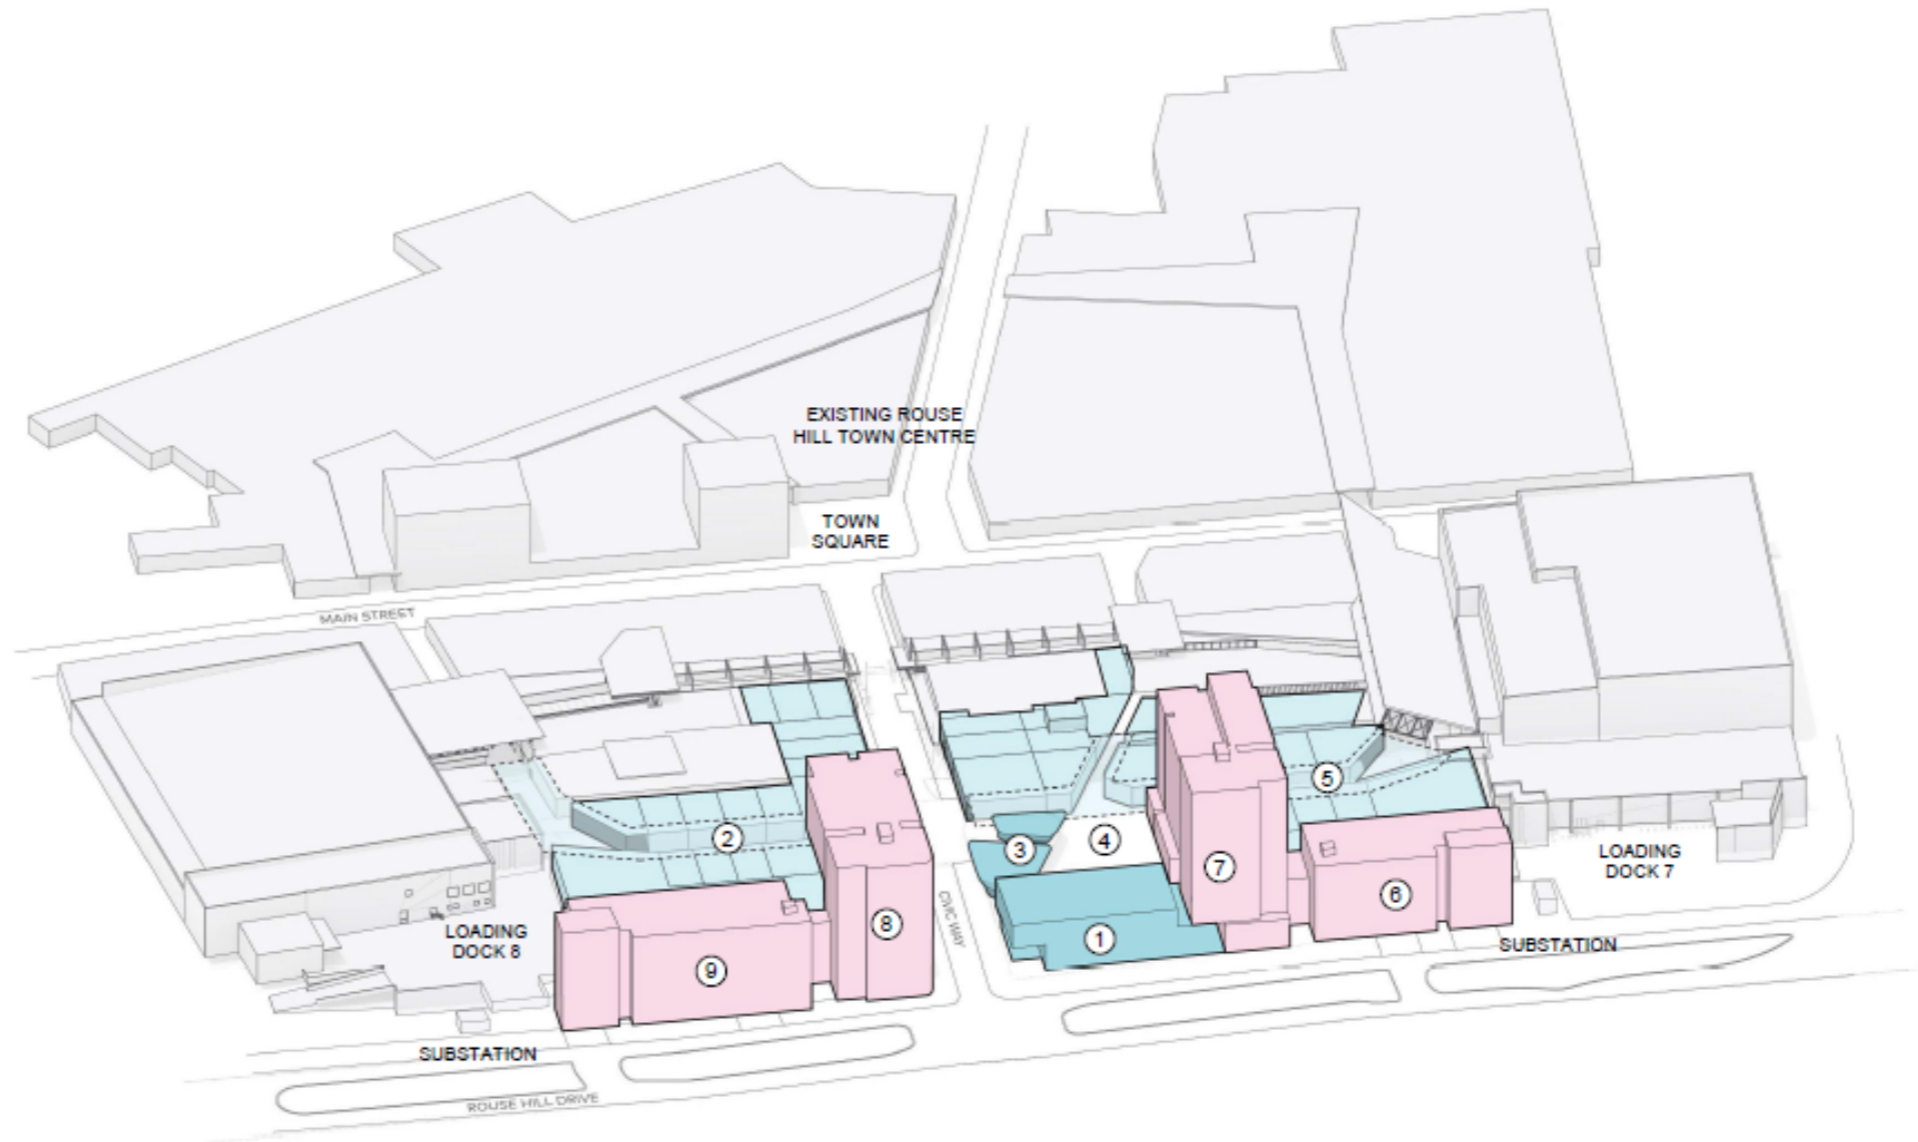 EXISTING ROUSE
HILL TOWN CENTRE
TOWN
SQUARE
MAIN STREET
5
2
3
4
LOADING
DOCK 7
7
6
CIVIC WAY
8
1
LOADING
DOCK 8
9
SUBSTATION
SUBSTATION
ROUSE HILL DRIVE